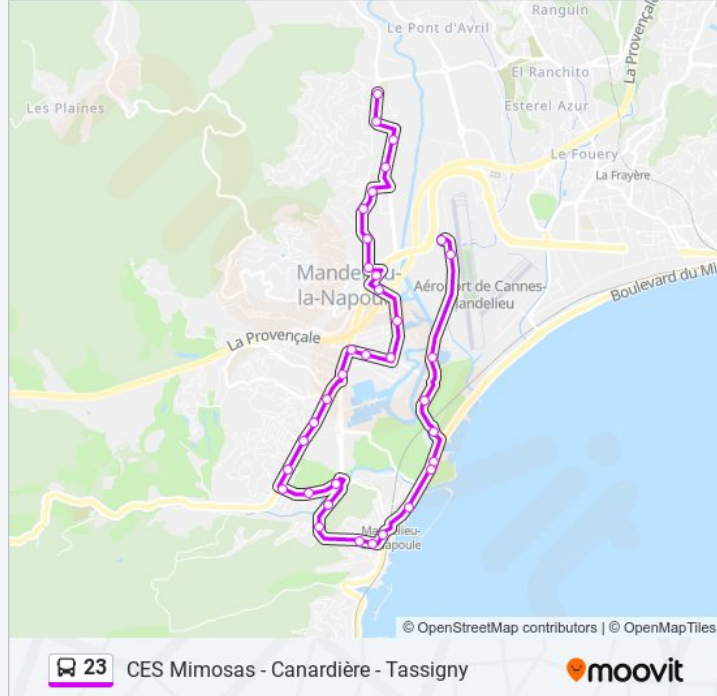 Ranguin
Le Pont d'Avril
La Provençale
El Ranchito
Les Plaines
Esterel Azur
Le Fouery
La Frayère
Mandelieu-
la-Napoule
Aéroport de Cannes-
Mandelieu
Boulevard du Mi
La Provençale
Mandelieu-
Napoule
© OpenStreetMap contributors | © OpenMapTiles
23 CES Mimosas - Canardière - Tassigny
moovit